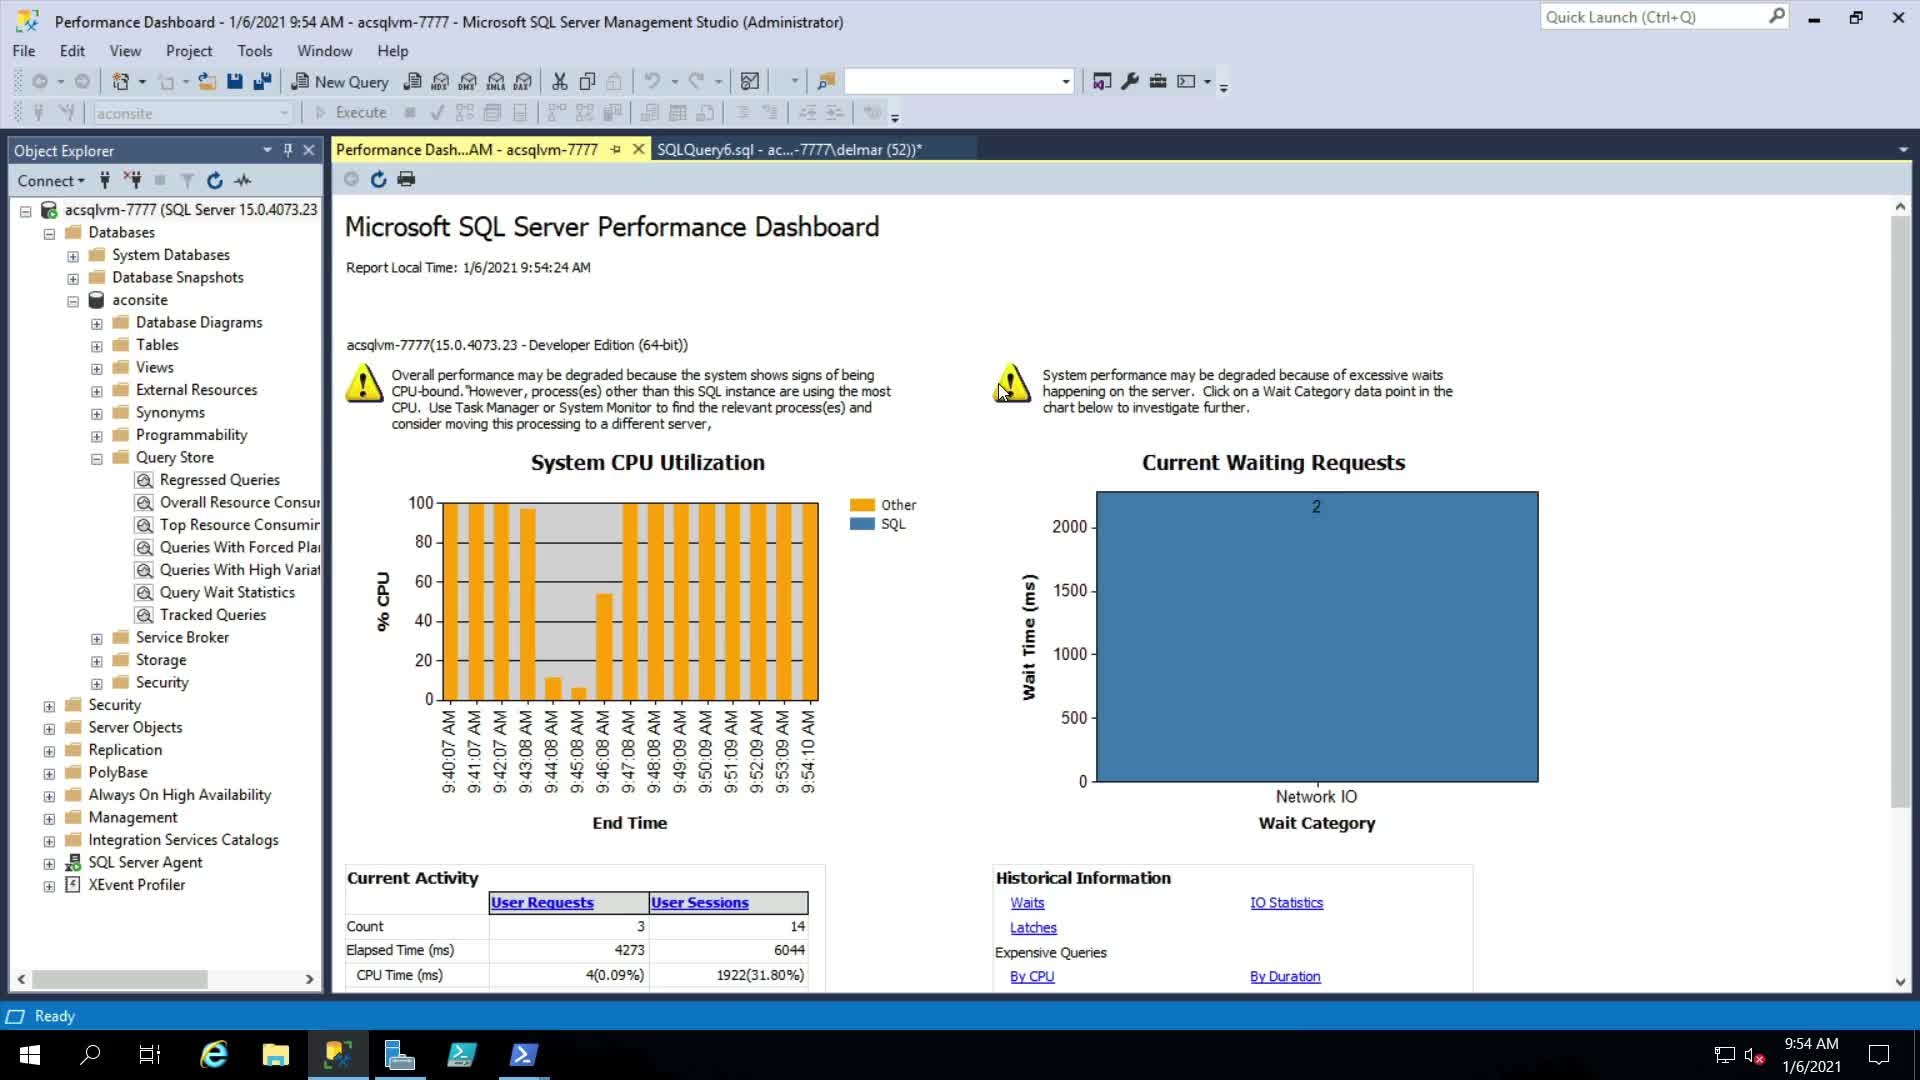 Performance Dashboard - 1/6/2021 9:54 AM - acsqlvm-7777 - Microsoft SQL Server Management Studio (Administrator)
Quick Launch (Ctrl+Q)
File Edit View Project Tools Window Help
New Query
MDX DMX XMLA DAX
aconsite
Execute
Object Explorer
Performance Dash...AM - acsqlvm-7777
SQLQuery6.sql - ac...-7777\delmar (52))*
Connect
acsqlvm-7777 (SQL Server 15.0.4073.23
Databases
System Databases
Database Snapshots
aconsite
Database Diagrams
Tables
Views
External Resources
Synonyms
Programmability
Query Store
Regressed Queries
Overall Resource Consur
Top Resource Consumin
Queries With Forced Pla
Queries With High Variat
Query Wait Statistics
Tracked Queries
Service Broker
Storage
Security
Security
Server Objects
Replication
PolyBase
Always On High Availability
Management
Integration Services Catalogs
SQL Server Agent
XEvent Profiler
Microsoft SQL Server Performance Dashboard
Report Local Time: 1/6/2021 9:54:24 AM
acsqlvm-7777(15.0.4073.23 - Developer Edition (64-bit))
Overall performance may be degraded because the system shows signs of being
CPU-bound."However, process(es) other than this SQL instance are using the most
CPU. Use Task Manager or System Monitor to find the relevant process(es) and
consider moving this processing to a different server,
System performance may be degraded because of excessive waits
happening on the server. Click on a Wait Category data point in the
chart below to investigate further.
System CPU Utilization
100
80
60
40
20
0
% CPU
Other
SQL
9:40:07 AM
9:41:07 AM
9:42:07 AM
9:43:08 AM
9:44:08 AM
9:45:08 AM
9:46:08 AM
9:47:08 AM
9:48:08 AM
9:49:09 AM
9:50:09 AM
9:51:09 AM
9:52:09 AM
9:53:09 AM
9:54:10 AM
End Time
Current Waiting Requests
2
2000
1500
1000
500
0
Wait Time (ms)
Network IO
Wait Category
Current Activity
User Requests User Sessions
Count 3 14
Elapsed Time (ms) 4273 6044
CPU Time (ms) 4(0.09%) 1922(31.80%)
Historical Information
Waits IO Statistics
Latches
Expensive Queries
By CPU By Duration
Ready
9:54 AM
1/6/2021